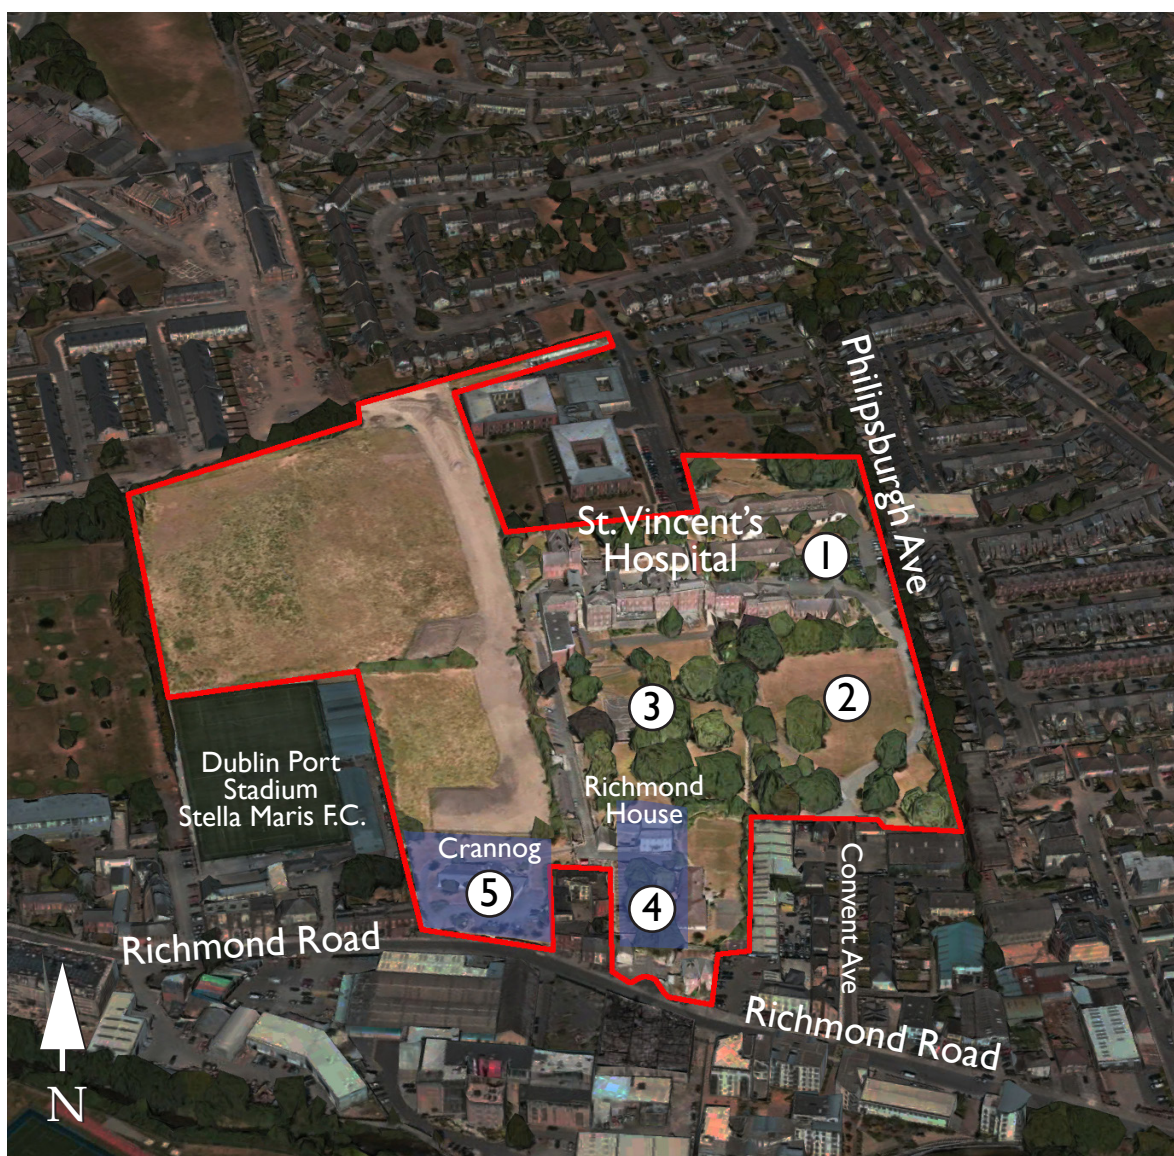 Philipsburgh Ave
St. Vincent's
Hospital
1
2
3
Dublin Port
Stadium
Stella Maris F.C.
Richmond
House
Crannog
5
4
Convent Ave
Richmond Road
Richmond Road
N